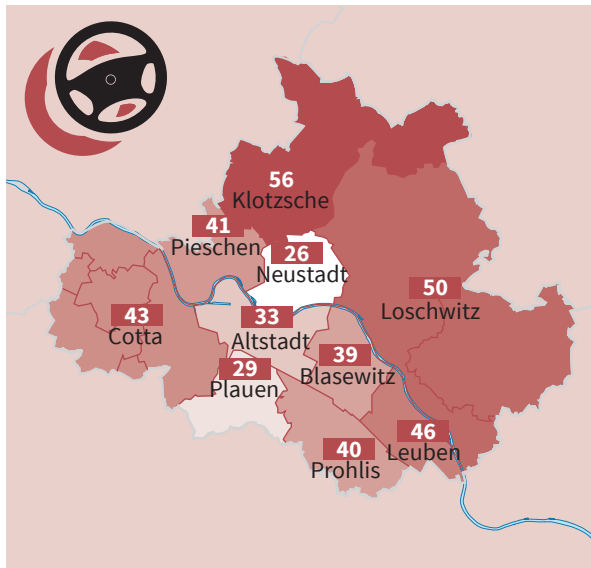 56
Klotzsche
41
Pieschen
26
Neustadt
50
Loschwitz
43
Cotta
33
Altstadt
39
Blasewitz
29
Plauen
46
Leuben
40
Prohlis